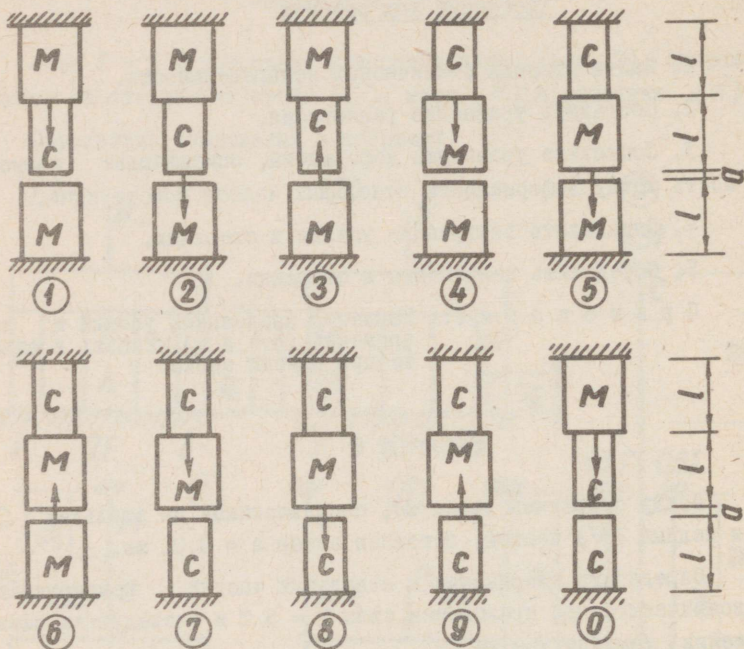 M M M C C
C C C M M
M M M M M
l
l
a
l
① ② ③ ④ ⑤
C C C C M
M M M M C
M C C C C
l
l
a
l
⑥ ⑦ ⑧ ⑨ ⓪